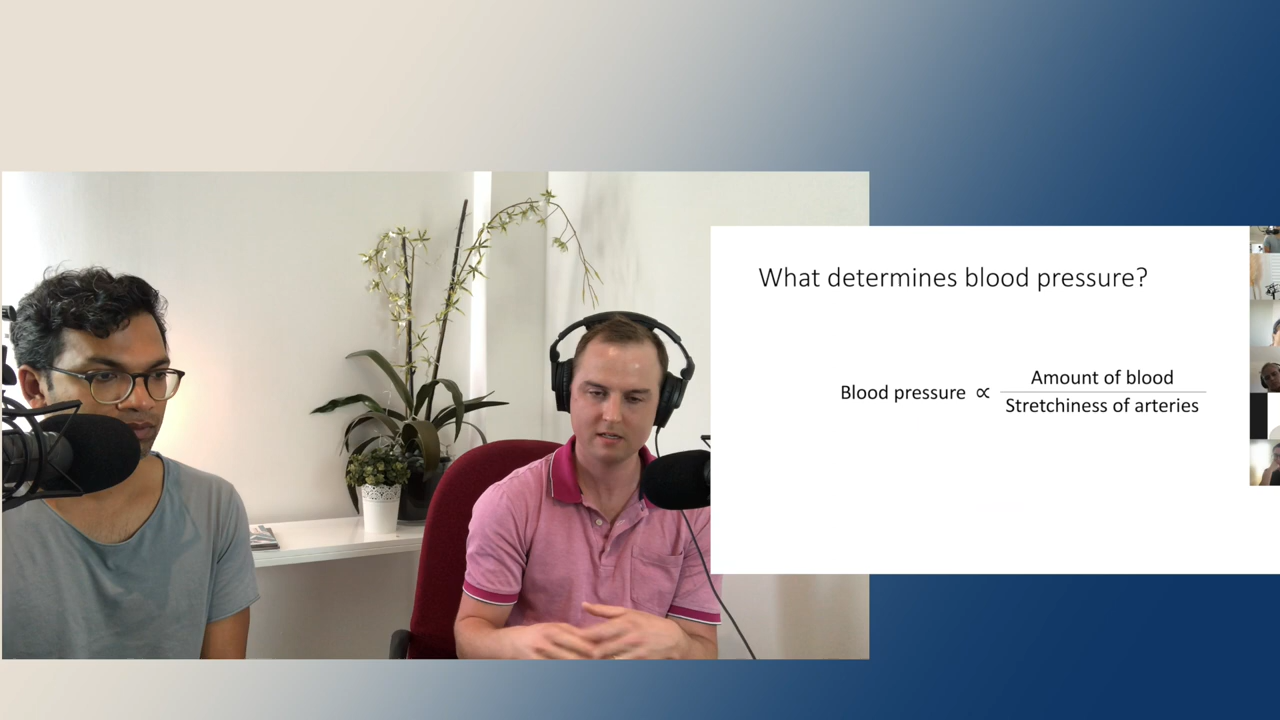 What determines blood pressure?
Blood pressure ∝
Amount of blood
Stretchiness of arteries